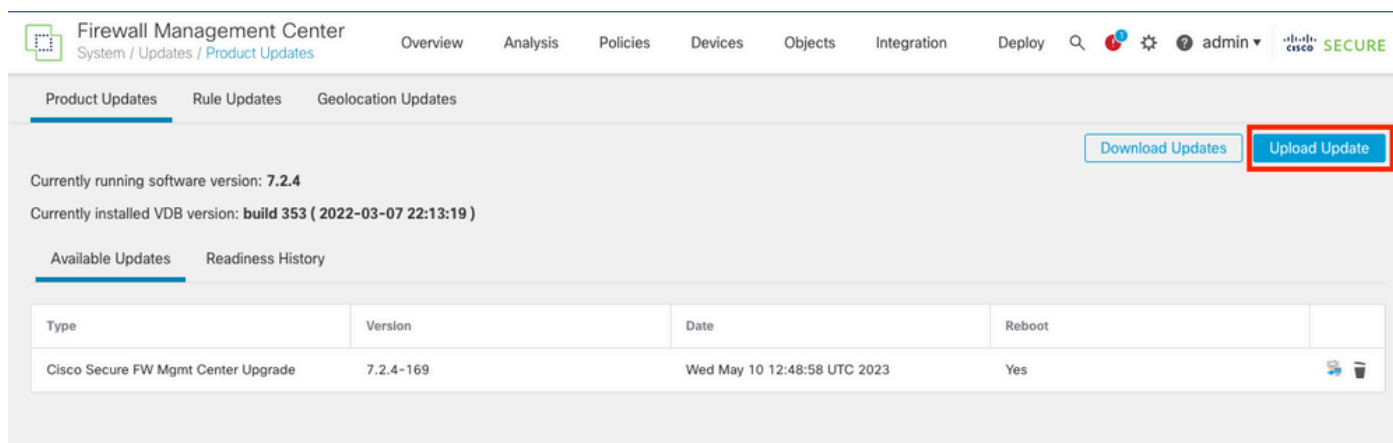 Firewall Management Center
System / Updates / Product Updates
Overview Analysis Policies Devices Objects Integration Deploy 1 admin cisco SECURE
Product Updates Rule Updates Geolocation Updates
Download Updates Upload Update
Currently running software version: 7.2.4
Currently installed VDB version: build 353 ( 2022-03-07 22:13:19 )
Available Updates Readiness History
Type Version Date Reboot
Cisco Secure FW Mgmt Center Upgrade 7.2.4-169 Wed May 10 12:48:58 UTC 2023 Yes